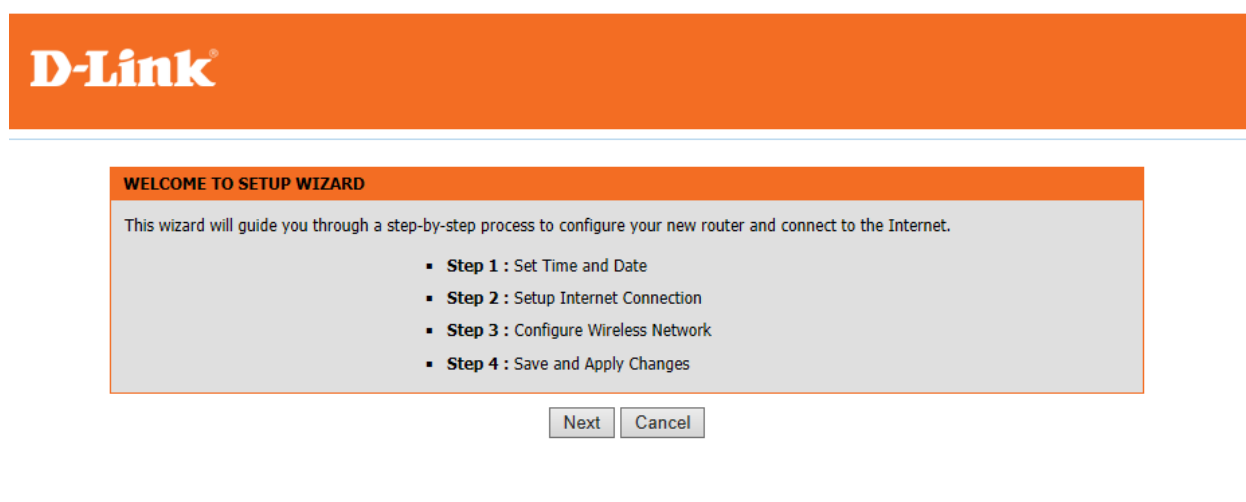 D-Link®
WELCOME TO SETUP WIZARD
This wizard will guide you through a step-by-step process to configure your new router and connect to the Internet.
▪ Step 1 : Set Time and Date
▪ Step 2 : Setup Internet Connection
▪ Step 3 : Configure Wireless Network
▪ Step 4 : Save and Apply Changes
Next Cancel